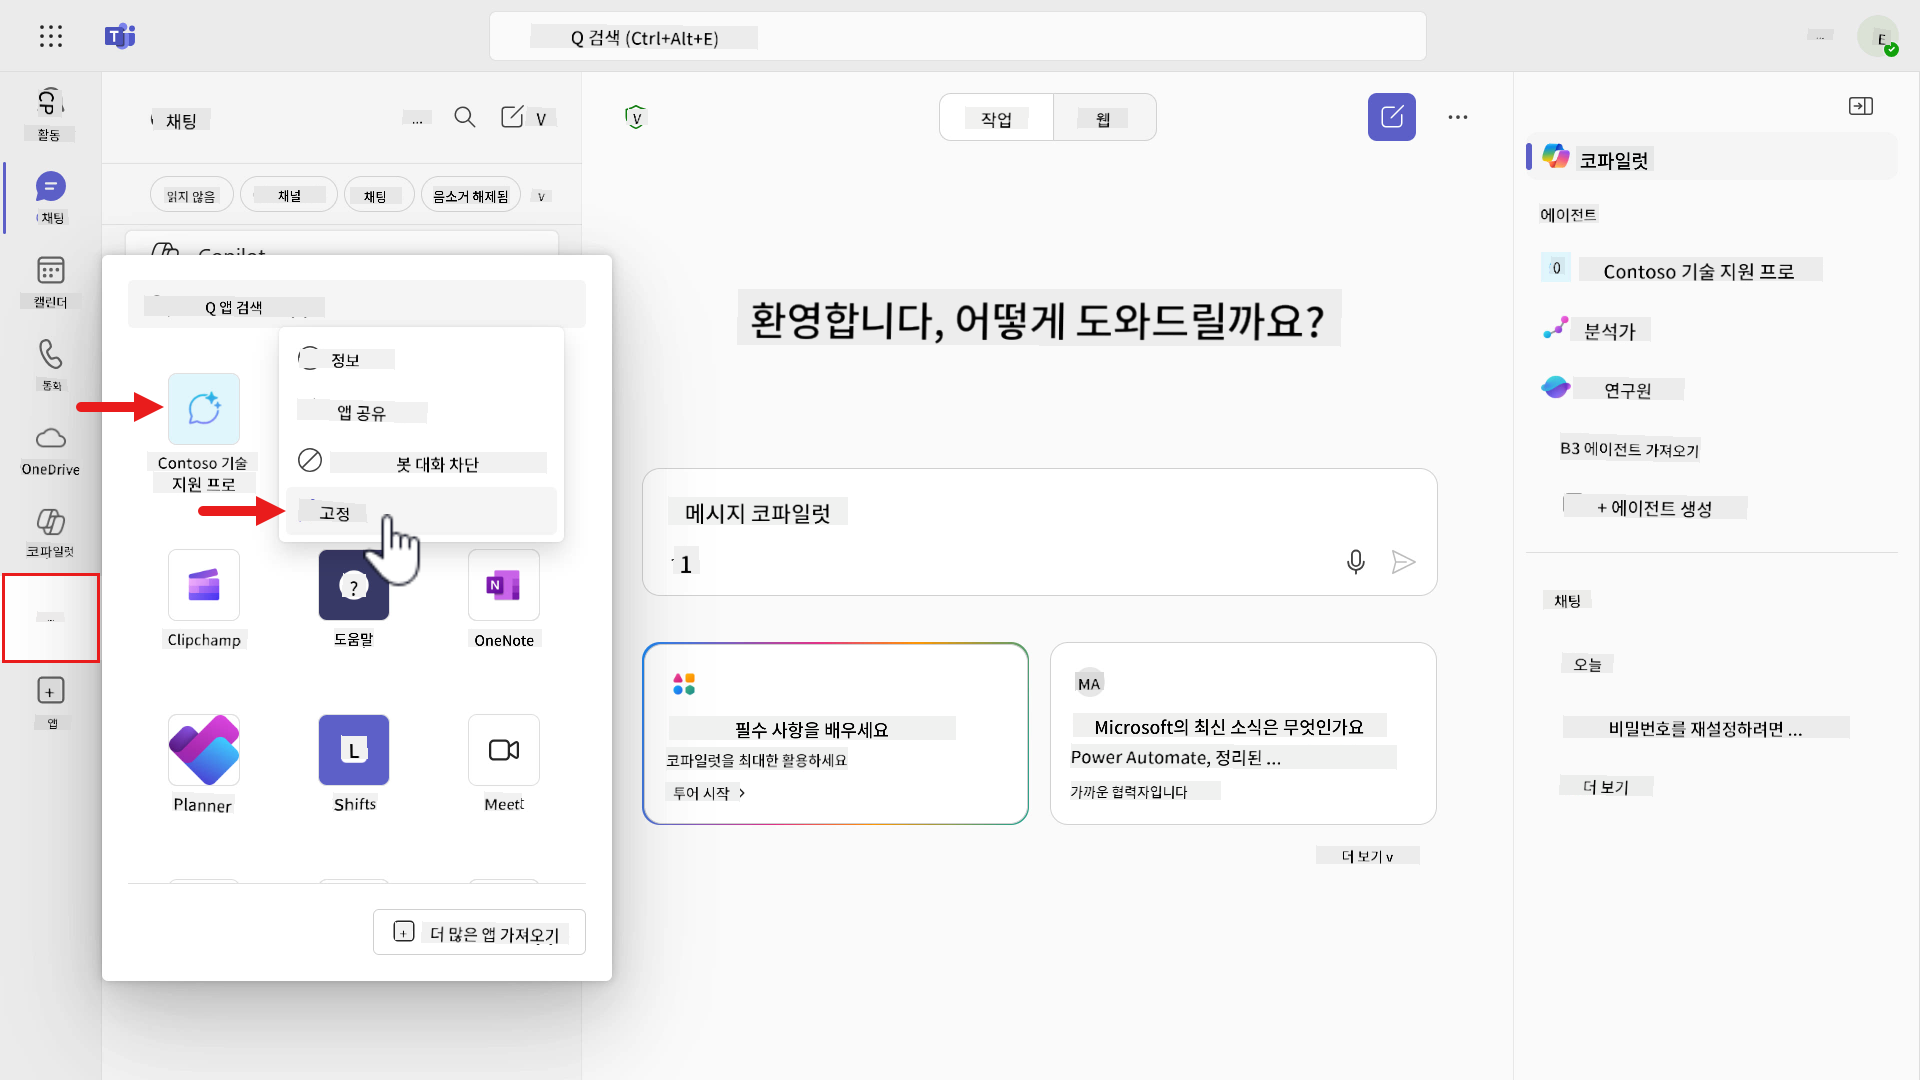 Q 검색 (Ctrl+Alt+E)
...
E
활동
채팅
캘린더
통화
OneDrive
코파일럿
...
앱
채팅
...
V
읽지 않음
채널
채팅
음소거 해제됨
v
Copilot
Q 앱 검색
정보
앱 공유
봇 대화 차단
고정
Contoso 기술
지원 프로
Clipchamp
도움말
OneNote
Planner
L
Shifts
Meet
더 많은 앱 가져오기
V
작업
웹
환영합니다, 어떻게 도와드릴까요?
메시지 코파일럿
1
필수 사항을 배우세요
코파일럿을 최대한 활용하세요
투어 시작 >
MA
Microsoft의 최신 소식은 무엇인가요
Power Automate, 정리된 ...
가까운 협력자입니다
더 보기 v
코파일럿
에이전트
0
Contoso 기술 지원 프로
분석가
연구원
B3 에이전트 가져오기
+ 에이전트 생성
채팅
오늘
비밀번호를 재설정하려면 ...
더 보기